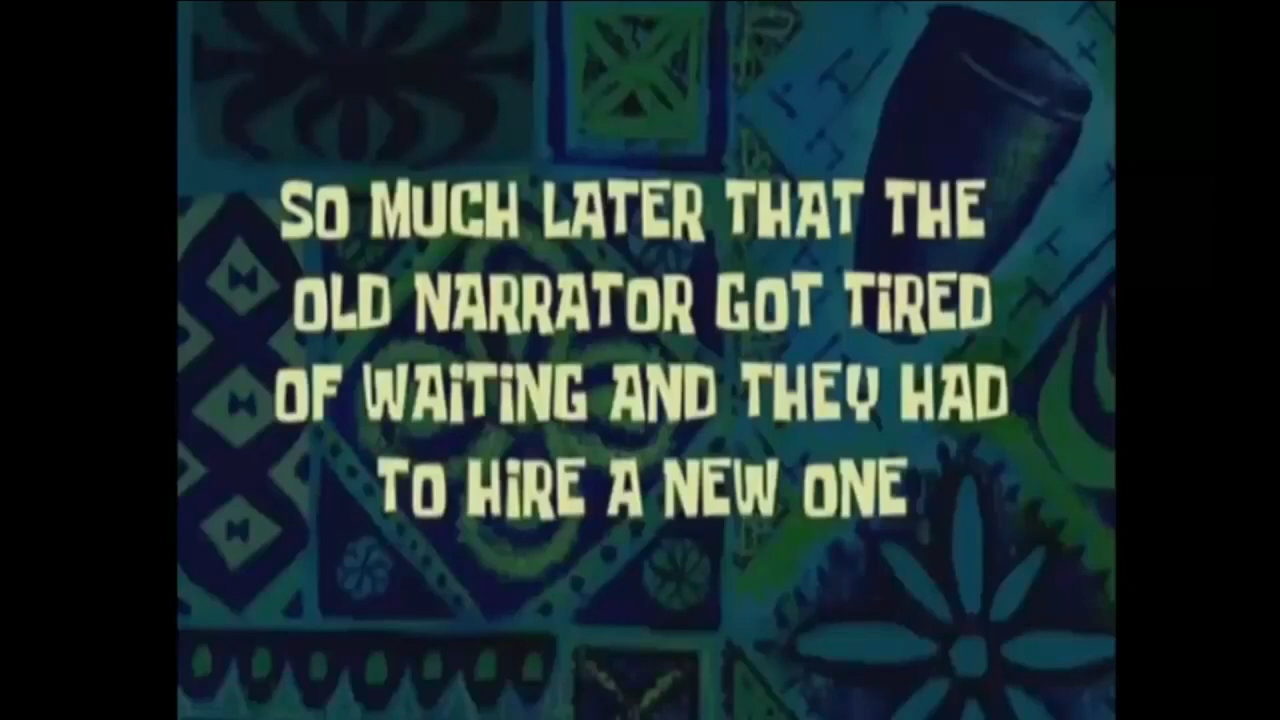 SO MUCH LATER THAT THE
OLD NARRATOR GOT TiRED
OF WAiTiNG AND THEY HAD
TO HiRE A NEW ONE